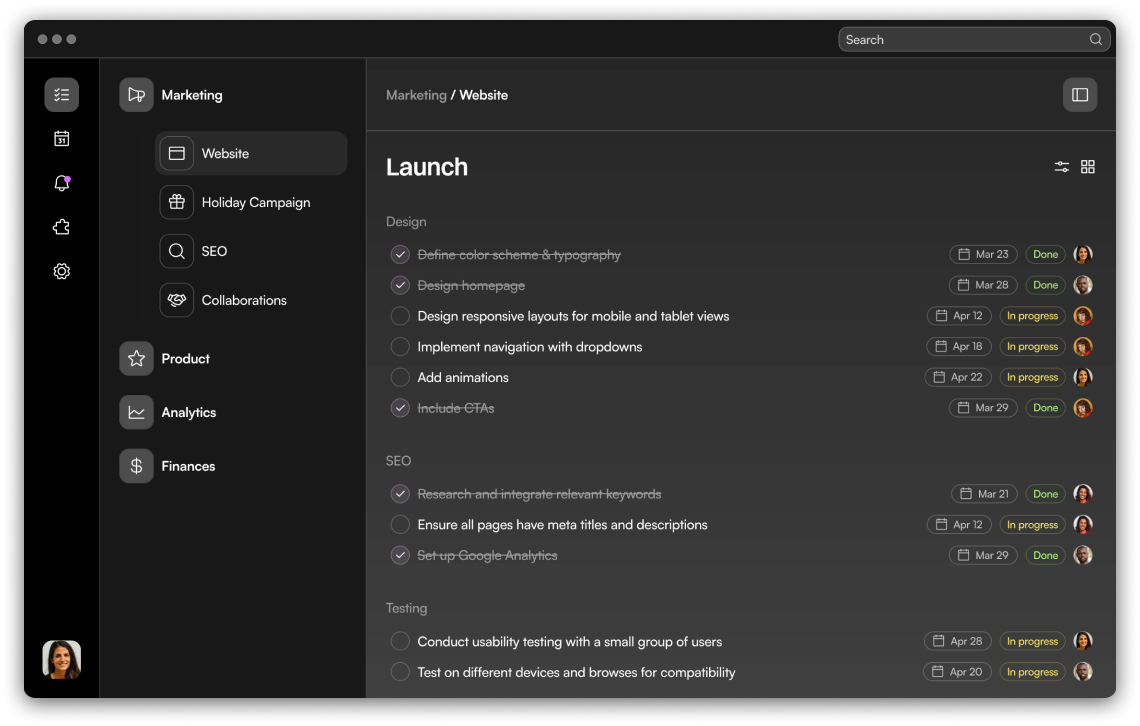 Search
31
Marketing
Website
Holiday Campaign
SEO
Collaborations
Product
Analytics
Finances
Marketing / Website
Launch
Design
Define color scheme & typography Mar 23 Done
Design homepage Mar 28 Done
Design responsive layouts for mobile and tablet views Apr 12 In progress
Implement navigation with dropdowns Apr 18 In progress
Add animations Apr 22 In progress
Include CTAs Mar 29 Done
SEO
Research and integrate relevant keywords Mar 21 Done
Ensure all pages have meta titles and descriptions Apr 12 In progress
Set up Google Analytics Mar 29 Done
Testing
Conduct usability testing with a small group of users Apr 28 In progress
Test on different devices and browses for compatibility Apr 20 In progress